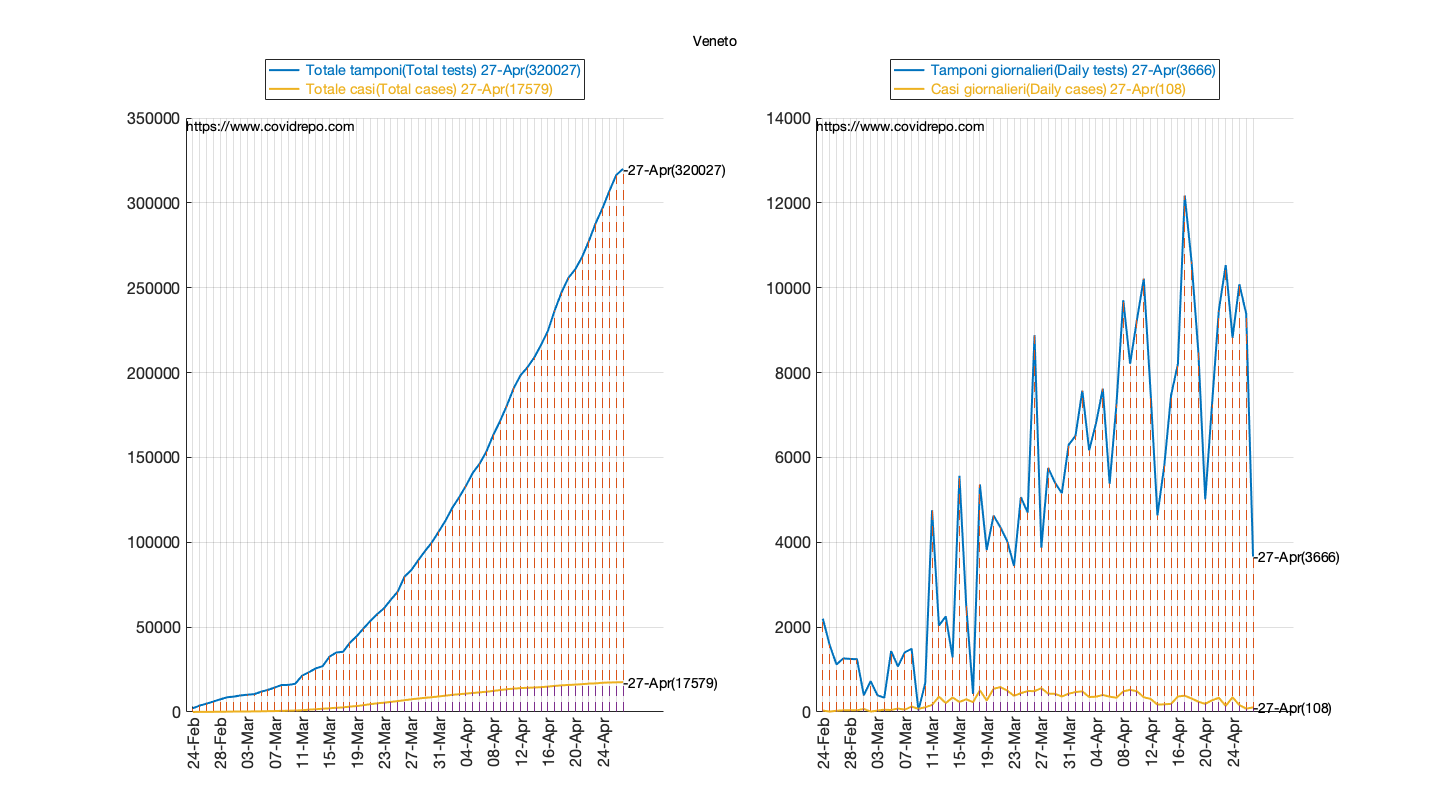 Veneto
Totale tamponi(Total tests) 27-Apr(320027)
Totale casi(Total cases) 27-Apr(17579)
350000
300000
250000
200000
150000
100000
50000
0
https://www.covidrepo.com
-27-Apr(320027)
-27-Apr(17579)
24-Feb
28-Feb
03-Mar
07-Mar
11-Mar
15-Mar
19-Mar
23-Mar
27-Mar
31-Mar
04-Apr
08-Apr
12-Apr
16-Apr
20-Apr
24-Apr
Tamponi giornalieri(Daily tests) 27-Apr(3666)
Casi giornalieri(Daily cases) 27-Apr(108)
14000
12000
10000
8000
6000
4000
2000
0
https://www.covidrepo.com
-27-Apr(3666)
-27-Apr(108)
24-Feb
28-Feb
03-Mar
07-Mar
11-Mar
15-Mar
19-Mar
23-Mar
27-Mar
31-Mar
04-Apr
08-Apr
12-Apr
16-Apr
20-Apr
24-Apr